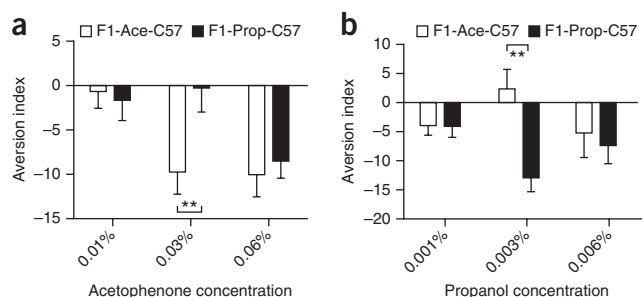 a
F1-Ace-C57 F1-Prop-C57
Aversion index
5
0
–5
–10
–15
**
0.01% 0.03% 0.06%
Acetophenone concentration
b
F1-Ace-C57 F1-Prop-C57
Aversion index
10
5
0
–5
–10
–15
–20
**
0.001% 0.003% 0.006%
Propanol concentration